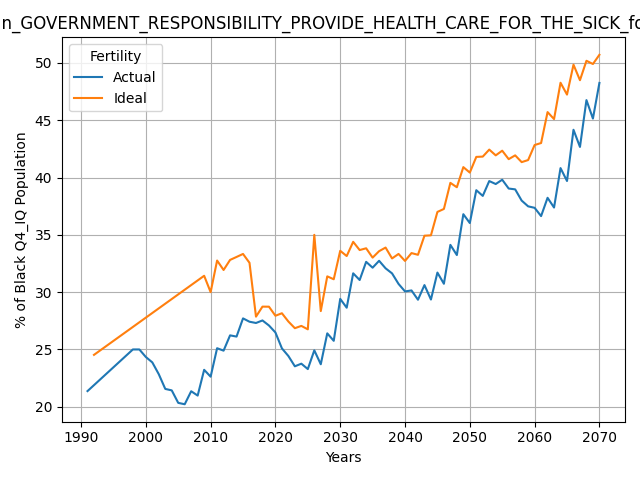 n_GOVERNMENT_RESPONSIBILITY_PROVIDE_HEALTH_CARE_FOR_THE_SICK_fo
Fertility
Actual
Ideal
% of Black Q4_IQ Population
50
45
40
35
30
25
20
1990 2000 2010 2020 2030 2040 2050 2060 2070
Years